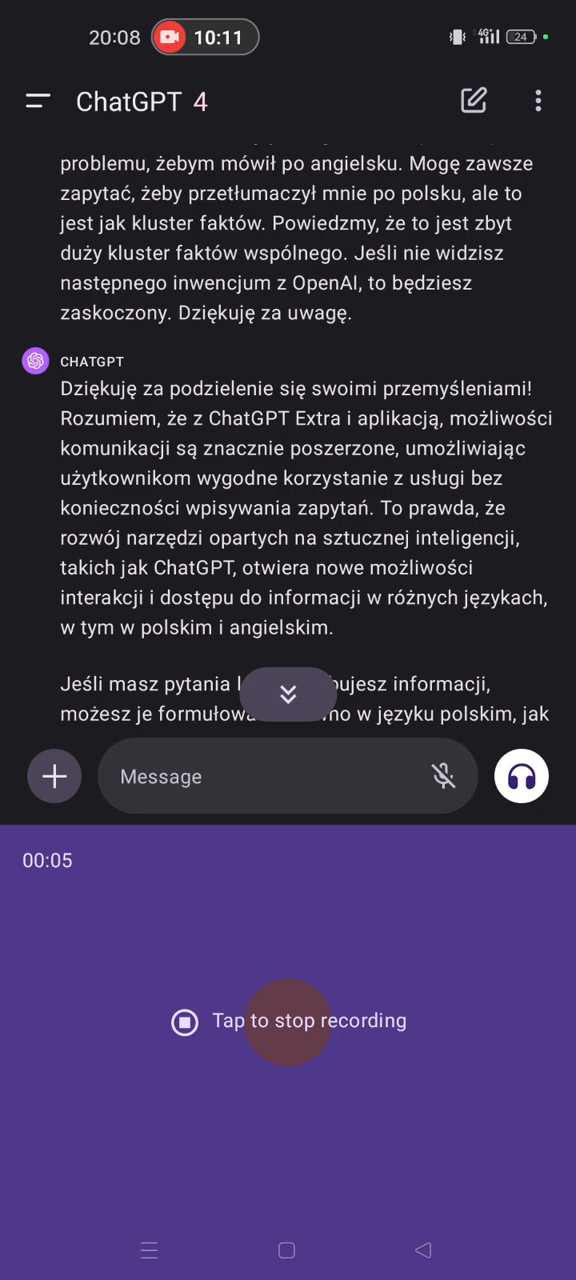 20:08
10:11
4G+
24
ChatGPT 4
problemu, żebym mówił po angielsku. Mogę zawsze
zapytać, żeby przetłumaczył mnie po polsku, ale to
jest jak kluster faktów. Powiedzmy, że to jest zbyt
duży kluster faktów wspólnego. Jeśli nie widzisz
następnego inwencjum z OpenAI, to będziesz
zaskoczony. Dziękuję za uwagę.
CHATGPT
Dziękuję za podzielenie się swoimi przemyśleniami!
Rozumiem, że z ChatGPT Extra i aplikacją, możliwości
komunikacji są znacznie poszerzone, umożliwiając
użytkownikom wygodne korzystanie z usługi bez
konieczności wpisywania zapytań. To prawda, że
rozwój narzędzi opartych na sztucznej inteligencji,
takich jak ChatGPT, otwiera nowe możliwości
interakcji i dostępu do informacji w różnych językach,
w tym w polskim i angielskim.
Jeśli masz pytania informacji,
możesz je w języku polskim, jak
Message
00:05
Tap to stop recording